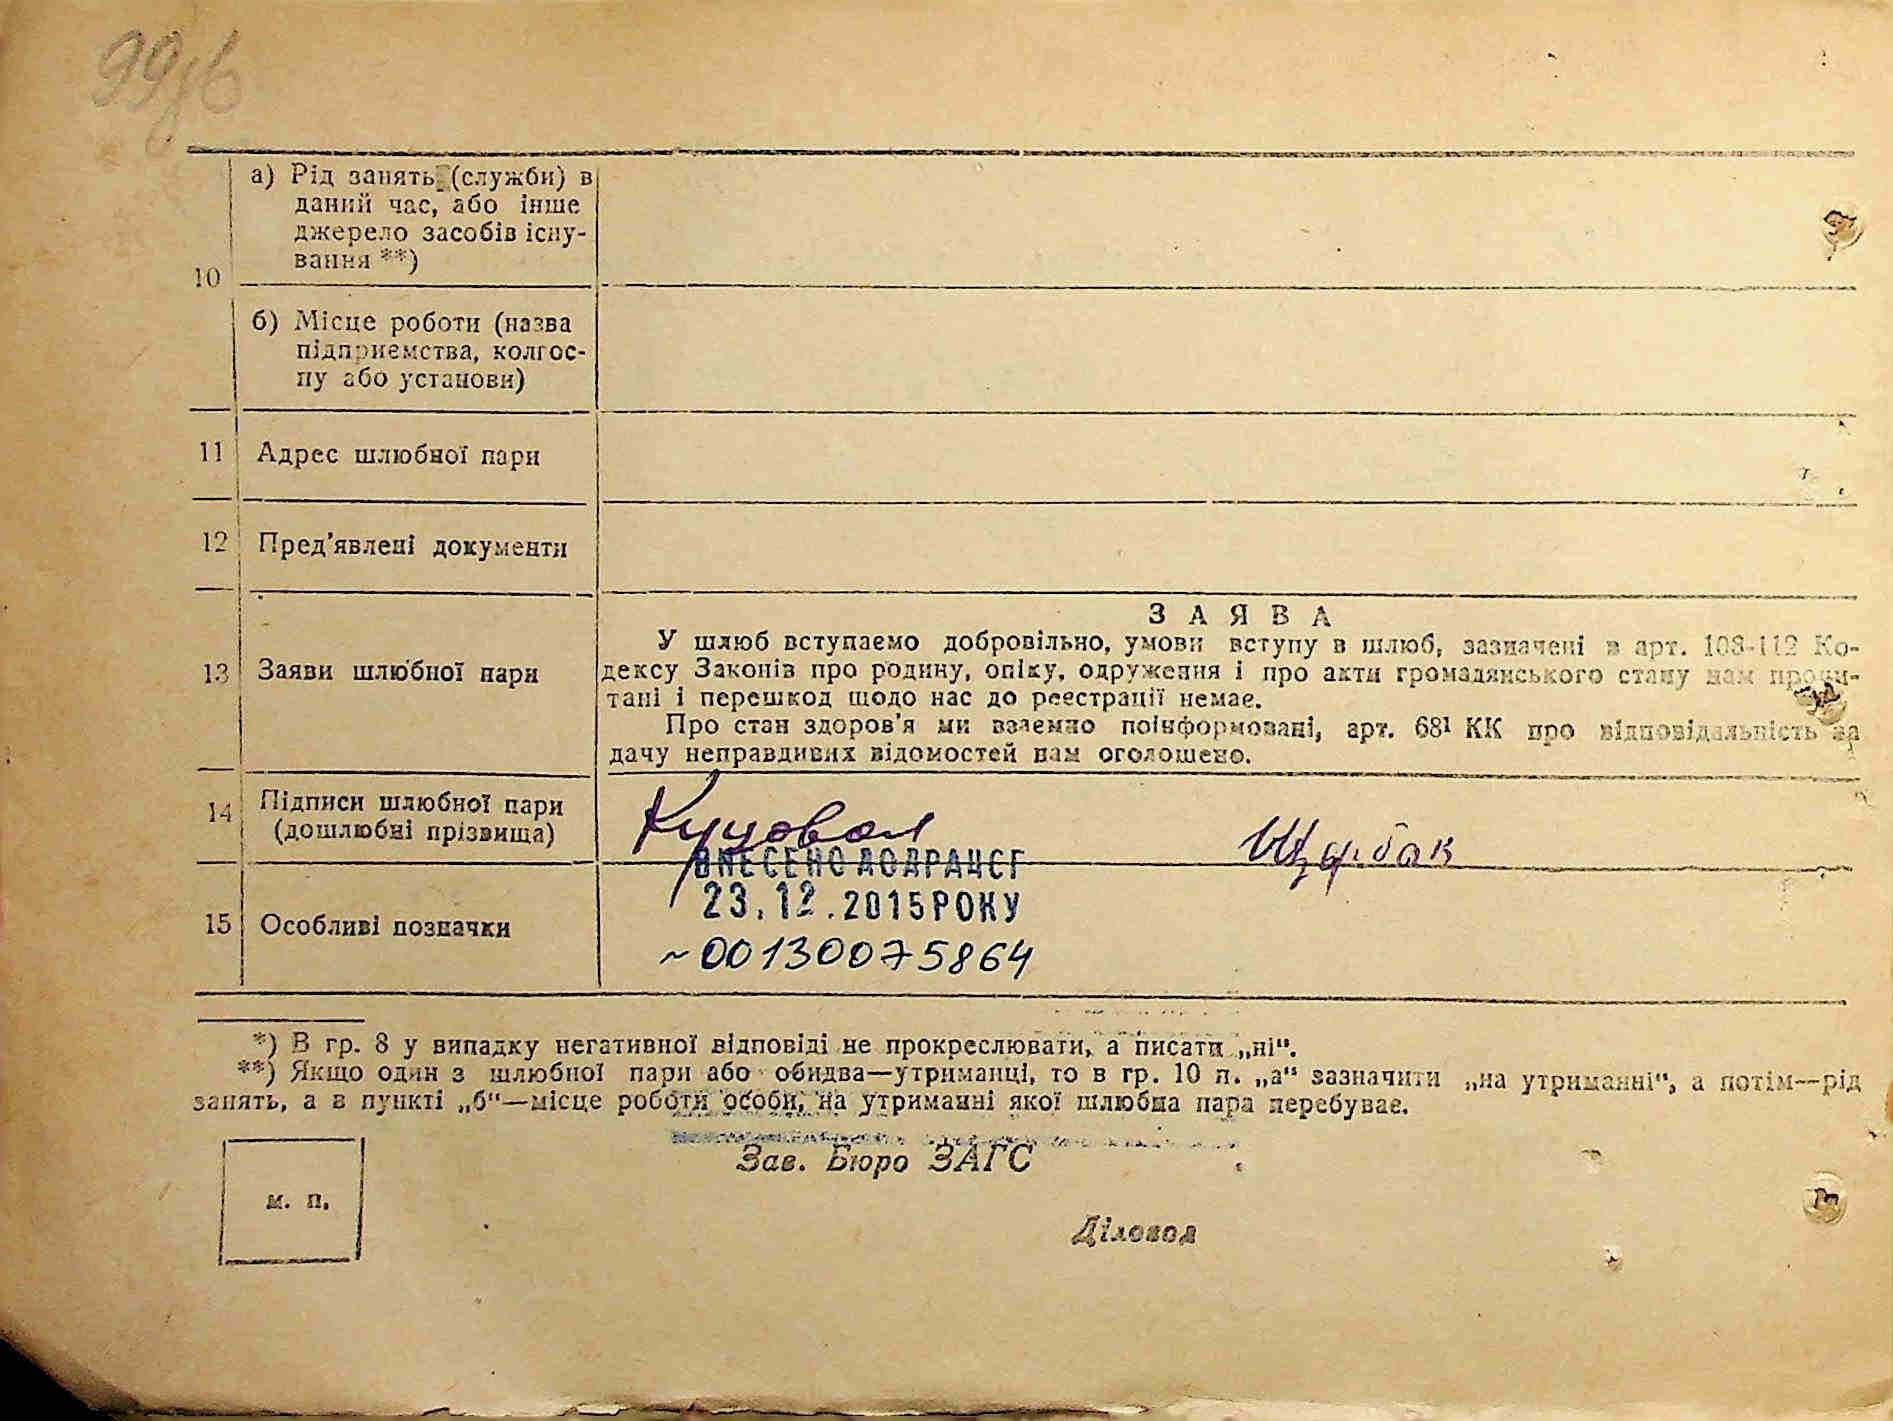 99
10
а) Рід занять (служби) в
даний час, або інше
джерело засобів існу-
вання **)
б) Місце роботи (назва
підприємства, колгос-
пу або установи)
11 Адрес шлюбної пари
12 Пред'явлені документи
13 Заяви шлюбної пари
ЗАЯВА
У шлюб вступаемо добровільно, умови вступу в шлюб, зазначені в арт. 108-112 Ко-
дексу Законів про родину, опіку, одруження і про акти громадянського стану нам прочи-
тані і перешкод щодо нас до реєстрації немає.
Про стан здоров'я ми взаємно поінформовані, арт. 68¹ КК про відповідальність за
дачу неправдивих відомостей нам оголошено.
14 Підписи шлюбної пари
(дошлюбні прізвища)
ВНЕСЕНО ДО ДРАЦСГ
23.12.2015 РОКУ
15 Особливі позначки
~00130075864
*) В гр. 8 у випадку негативної відповіді не прокреслювати, а писати „ні“.
**) Якщо один з шлюбної пари або обидва—утриманці, то в гр. 10 п. „а“ зазначити „на утриманні“, а потім—рід
занять, а в пункті „б“—місце роботи особи, на утриманні якої шлюбна пара перебуває.
м. п.
Зав. Бюро ЗАГС
Діловод